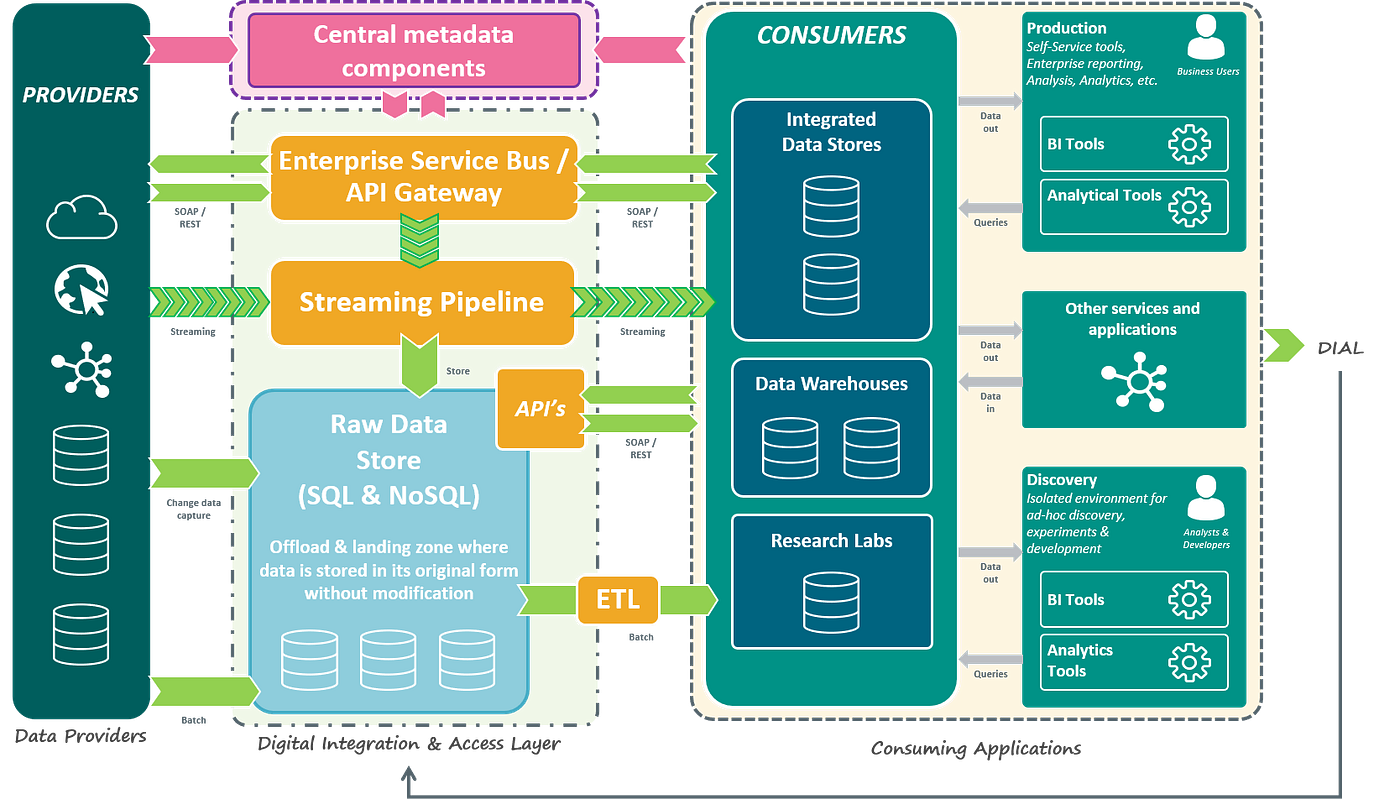 PROVIDERS
Central metadata
components
CONSUMERS
Production
Self-Service tools,
Enterprise reporting,
Analysis, Analytics, etc.
Business Users
BI Tools
Analytical Tools
Data
out
Queries
Integrated
Data Stores
Enterprise Service Bus /
API Gateway
SOAP /
REST
SOAP /
REST
Streaming Pipeline
Streaming
Streaming
Store
Other services and
applications
Data
out
Data
in
DIAL
Data Warehouses
API's
SOAP /
REST
Raw Data
Store
(SQL & NoSQL)
Offload & landing zone where
data is stored in its original form
without modification
Change data
capture
Batch
ETL
Batch
Research Labs
Discovery
Isolated environment for
ad-hoc discovery,
experiments &
development
Analysts &
Developers
BI Tools
Analytics
Tools
Data
out
Queries
Data Providers
Digital Integration & Access Layer
Consuming Applications